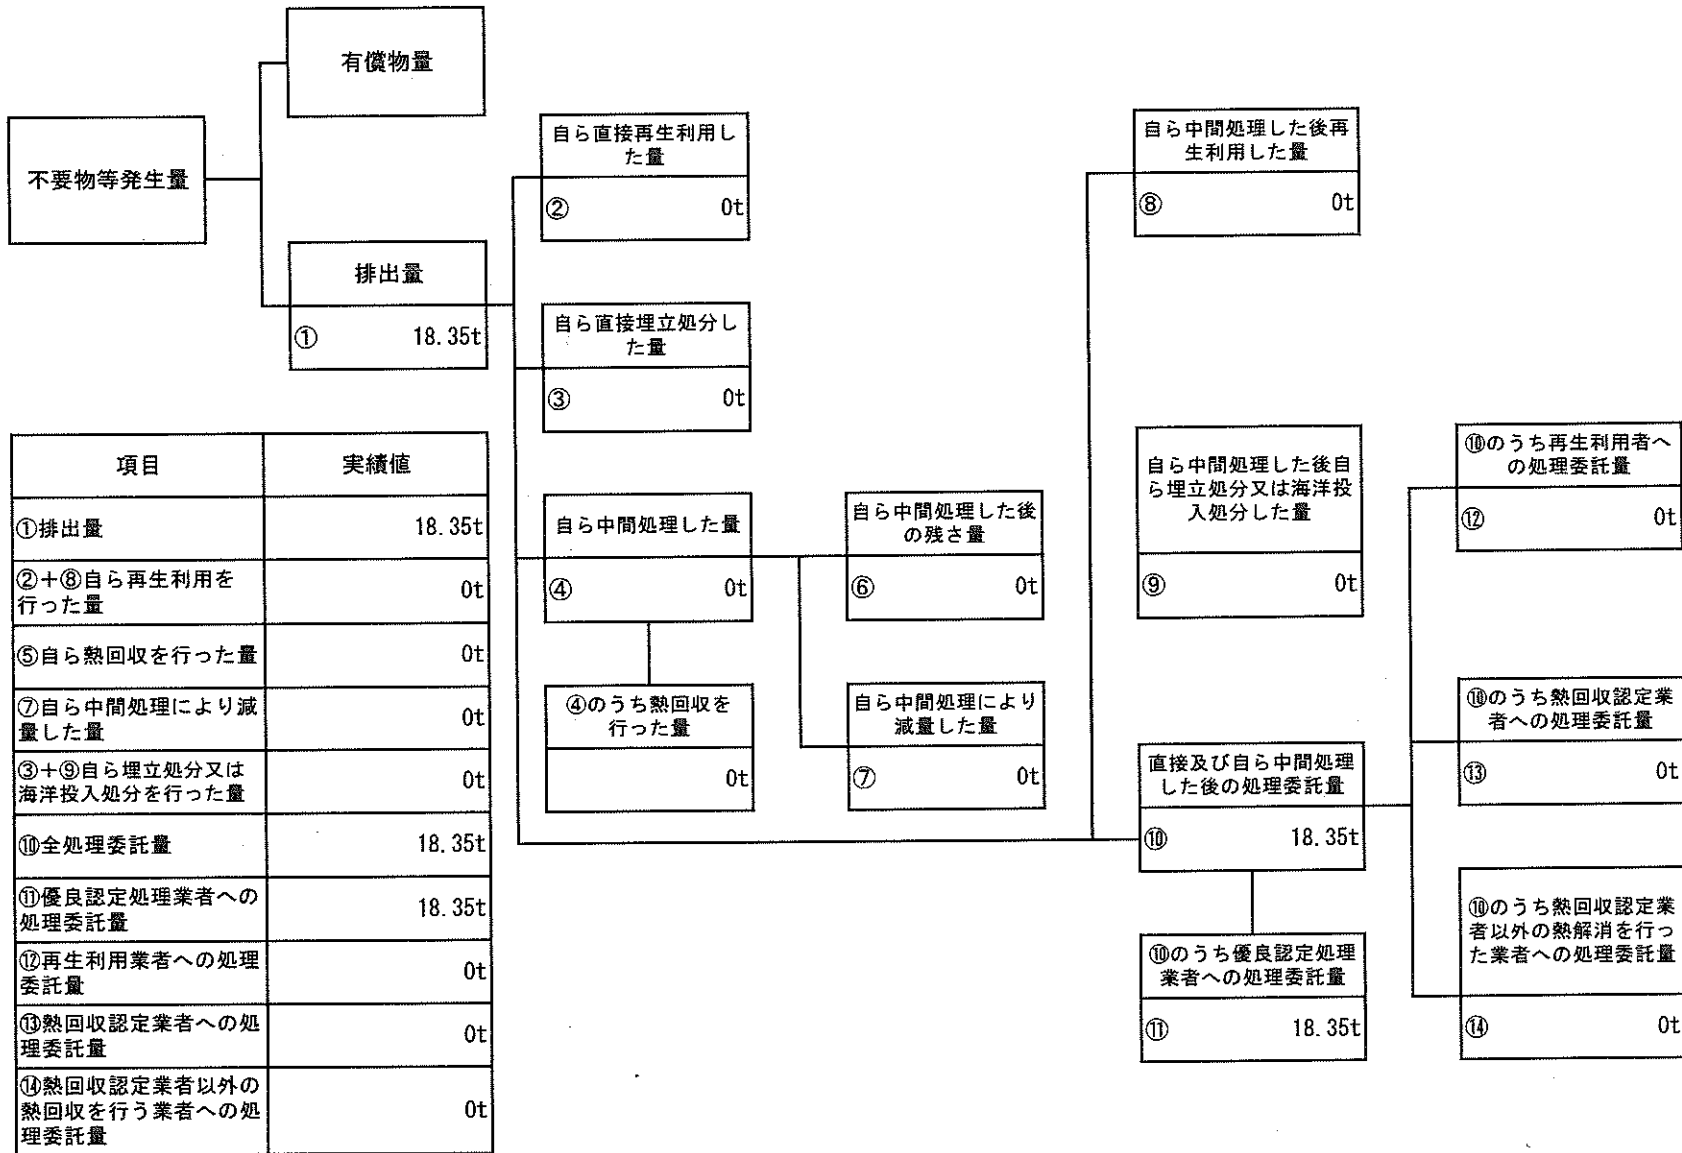 有償物量
不要物等発生量
排出量
① 18.35t
自ら直接再生利用し
た量
② 0t
自ら直接埋立処分し
た量
③ 0t
自ら中間処理した量
④ 0t
④のうち熱回収を
行った量
0t
自ら中間処理した後
の残さ量
⑥ 0t
自ら中間処理により
減量した量
⑦ 0t
自ら中間処理した後再
生利用した量
⑧ 0t
自ら中間処理した後自
ら埋立処分又は海洋投
入処分した量
⑨ 0t
直接及び自ら中間処理
した後の処理委託量
⑩ 18.35t
⑩のうち優良認定処理
業者への処理委託量
⑪ 18.35t
⑩のうち再生利用者へ
の処理委託量
⑫ 0t
⑩のうち熱回収認定業
者への処理委託量
⑬ 0t
⑩のうち熱回収認定業
者以外の熱解消を行っ
た業者への処理委託量
⑭ 0t
項目 実績値
①排出量 18.35t
②+⑧自ら再生利用を
行った量 0t
⑤自ら熱回収を行った量 0t
⑦自ら中間処理により減
量した量 0t
③+⑨自ら埋立処分又は
海洋投入処分を行った量 0t
⑩全処理委託量 18.35t
⑪優良認定処理業者への
処理委託量 18.35t
⑫再生利用業者への処理
委託量 0t
⑬熱回収認定業者への処
理委託量 0t
⑭熱回収認定業者以外の
熱回収を行う業者への処
理委託量 0t